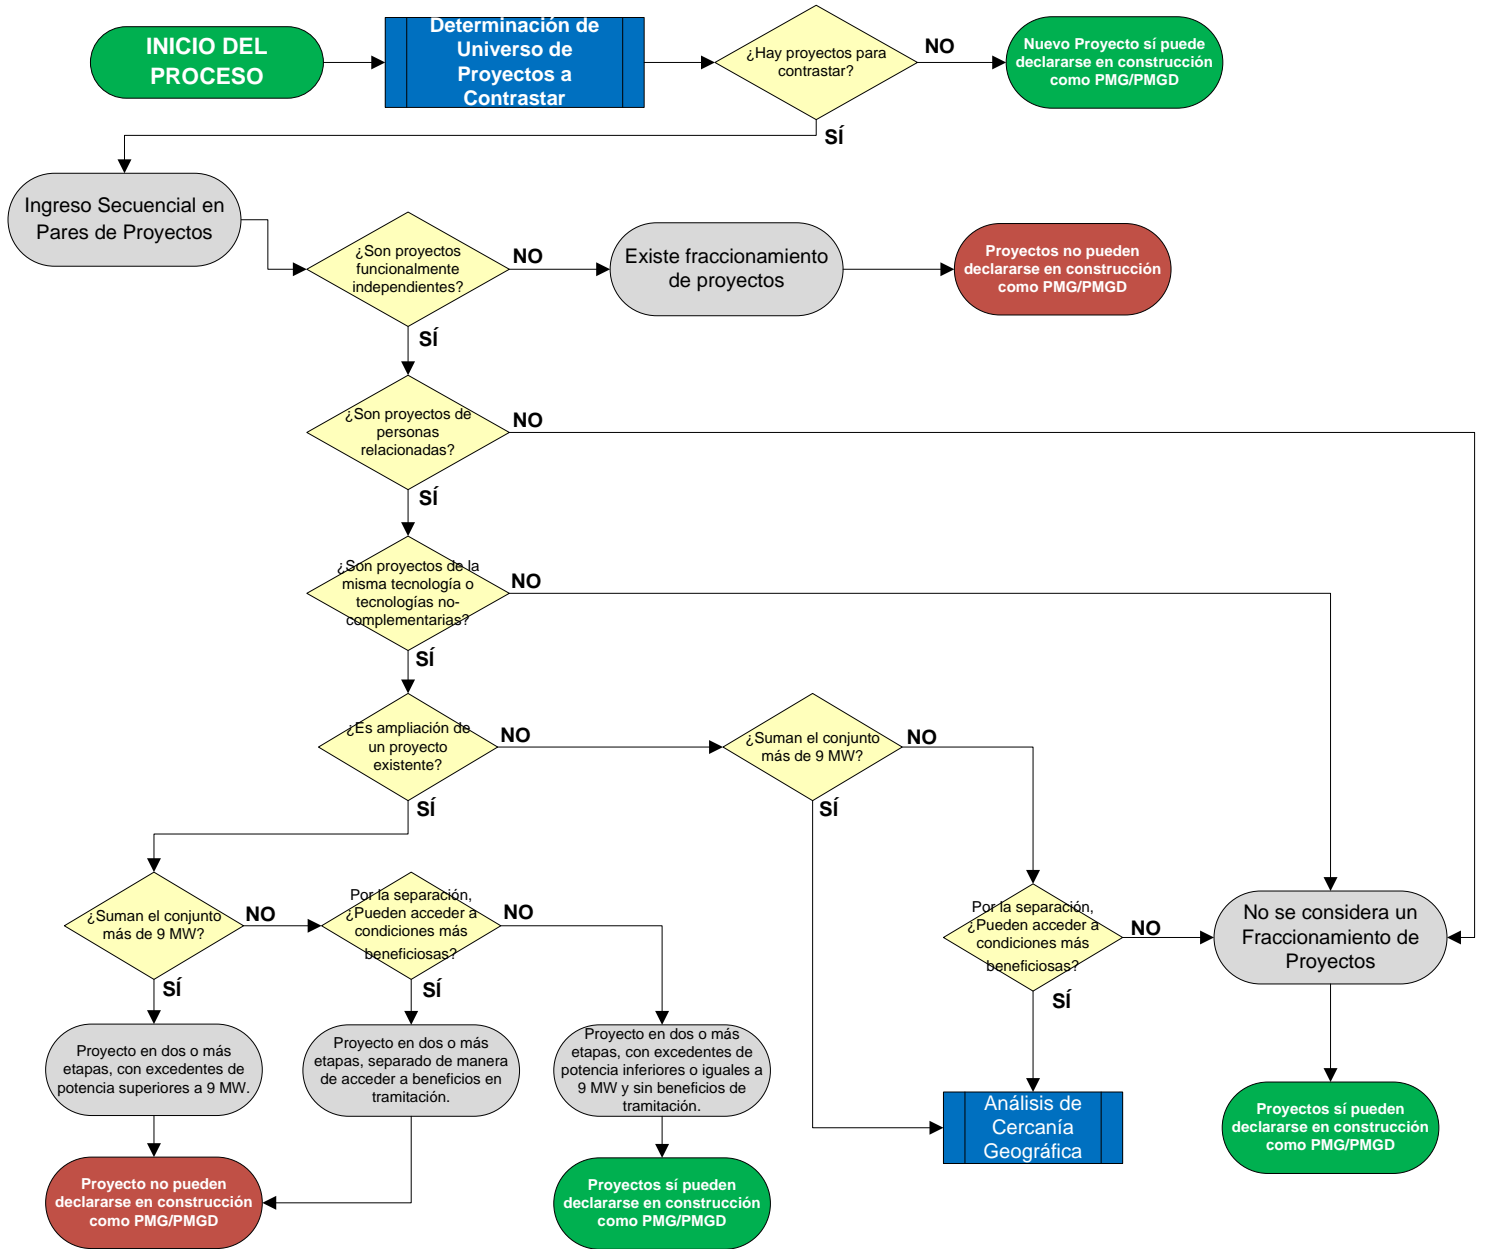 INICIO DEL
PROCESO
Determinación de
Universo de
Proyectos a
Contrastar
¿Hay proyectos para
contrastar?
NO
Nuevo Proyecto sí puede
declararse en construcción
como PMG/PMGD
SÍ
Ingreso Secuencial en
Pares de Proyectos
¿Son proyectos
funcionalmente
independientes?
NO
Existe fraccionamiento
de proyectos
Proyectos no pueden
declararse en construcción
como PMG/PMGD
SÍ
¿Son proyectos de
personas
relacionadas?
NO
SÍ
¿Son proyectos de la
misma tecnología o
tecnologías no-
complementarias?
NO
SÍ
¿Es ampliación de
un proyecto
existente?
NO
¿Suman el conjunto
más de 9 MW?
NO
SÍ
SÍ
¿Suman el conjunto
más de 9 MW?
NO
Por la separación,
¿Pueden acceder a
condiciones más
beneficiosas?
NO
Por la separación,
¿Pueden acceder a
condiciones más
beneficiosas?
NO
No se considera un
Fraccionamiento de
Proyectos
SÍ
SÍ
SÍ
Proyecto en dos o más
etapas, con excedentes de
potencia superiores a 9 MW.
Proyecto en dos o más
etapas, separado de manera
de acceder a beneficios en
tramitación.
Proyecto en dos o más
etapas, con excedentes de
potencia inferiores o iguales a
9 MW y sin beneficios de
tramitación.
Análisis de
Cercanía
Geográfica
Proyectos sí pueden
declararse en construcción
como PMG/PMGD
Proyecto no pueden
declararse en construcción
como PMG/PMGD
Proyectos sí pueden
declararse en construcción
como PMG/PMGD